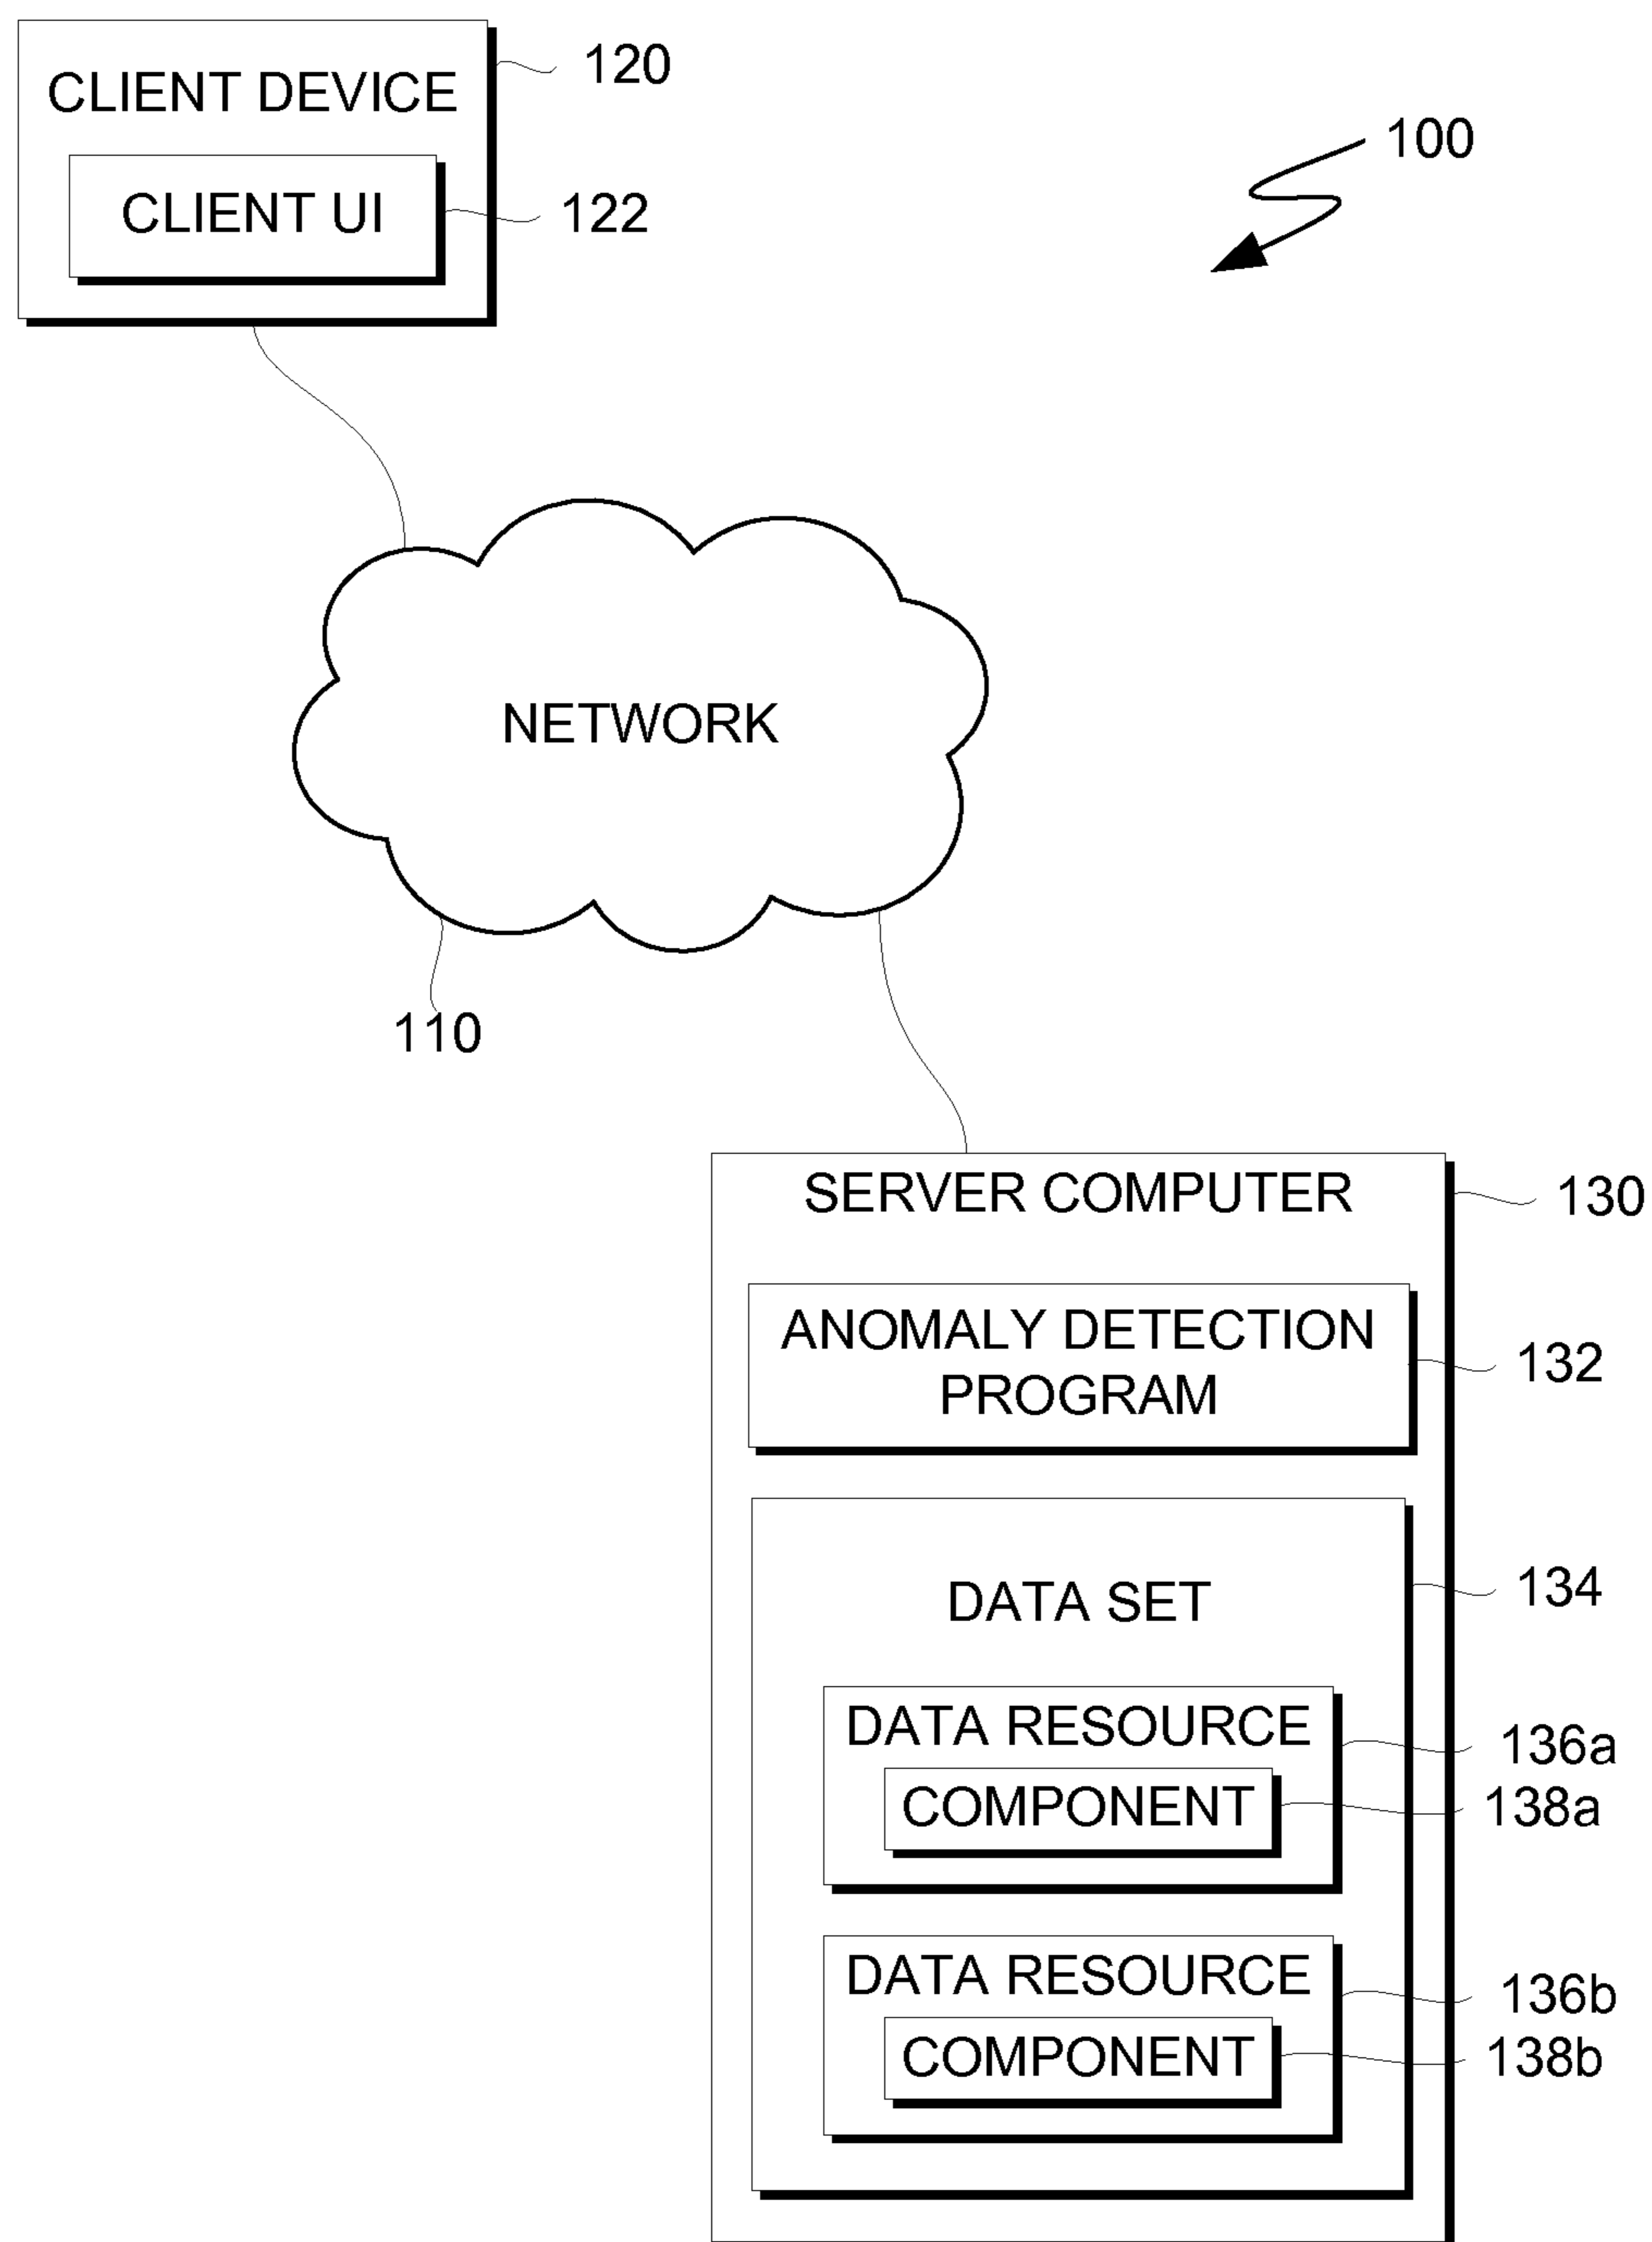 CLIENT DEVICE
120
CLIENT UI
122
100
NETWORK
110
SERVER COMPUTER
130
ANOMALY DETECTION
PROGRAM
132
DATA SET
134
DATA RESOURCE
136a
COMPONENT
138a
DATA RESOURCE
136b
COMPONENT
138b